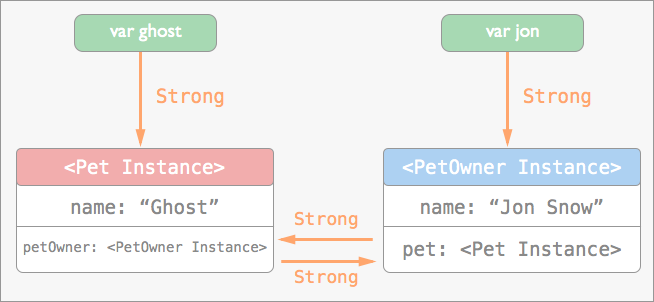 var ghost
var jon
Strong
Strong
<Pet Instance>
<PetOwner Instance>
name: “Ghost”
name: “Jon Snow”
Strong
petOwner: <PetOwner Instance>
pet: <Pet Instance>
Strong